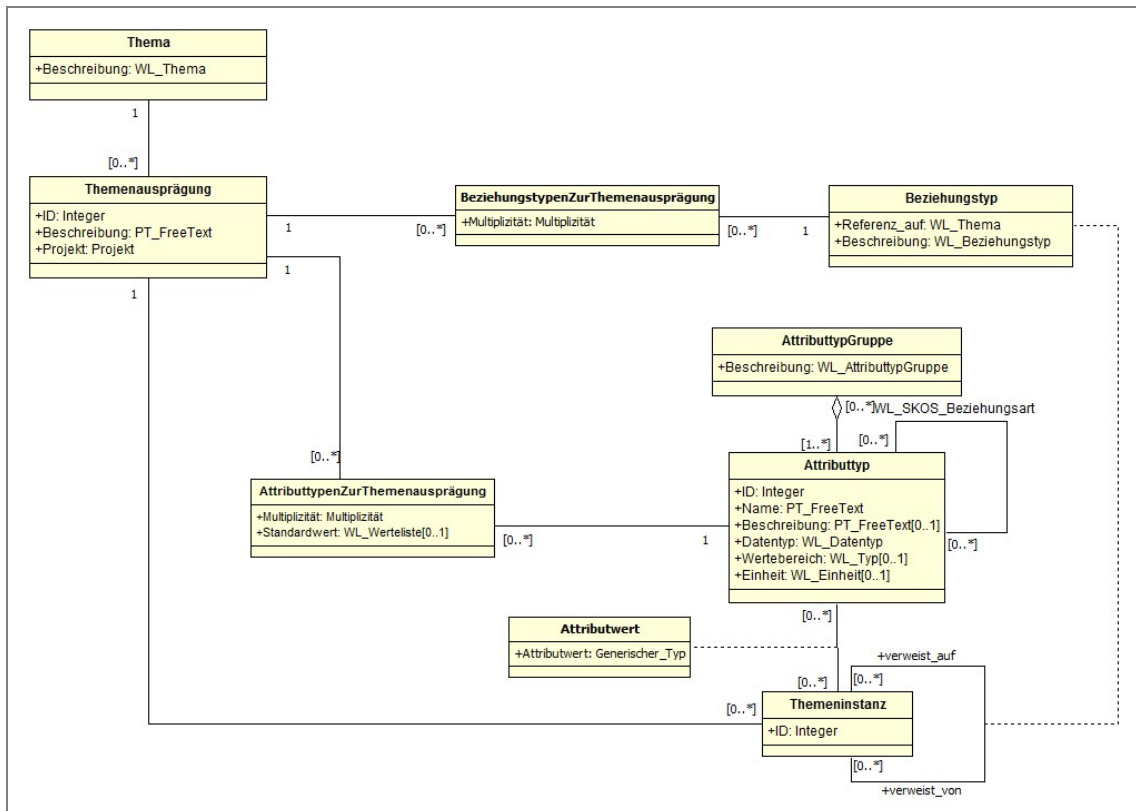 Thema
+Beschreibung: WL_Thema
1
[0..*]
Themenausprägung
+ID: Integer
+Beschreibung: PT_FreeText
+Projekt: Projekt
1
[0..*]
BeziehungstypenZurThemenausprägung
+Multiplizität: Multiplizität
[0..*]
1
Beziehungstyp
+Referenz_auf: WL_Thema
+Beschreibung: WL_Beziehungstyp
1
1
AttributtypGruppe
+Beschreibung: WL_AttributtypGruppe
[0..*]
WL_SKOS_Beziehungsart
[1..*]
[0..*]
[0..*]
AttributtypenZurThemenausprägung
+Multiplizität: Multiplizität
+Standardwert: WL_Werteliste[0..1]
[0..*]
1
Attributtyp
+ID: Integer
+Name: PT_FreeText
+Beschreibung: PT_FreeText[0..1]
+Datentyp: WL_Datentyp
+Wertebereich: WL_Typ[0..1]
+Einheit: WL_Einheit[0..1]
[0..*]
[0..*]
Attributwert
+Attributwert: Generischer_Typ
+verweist_auf
[0..*]
[0..*]
[0..*]
Themeninstanz
+ID: Integer
[0..*]
+verweist_von